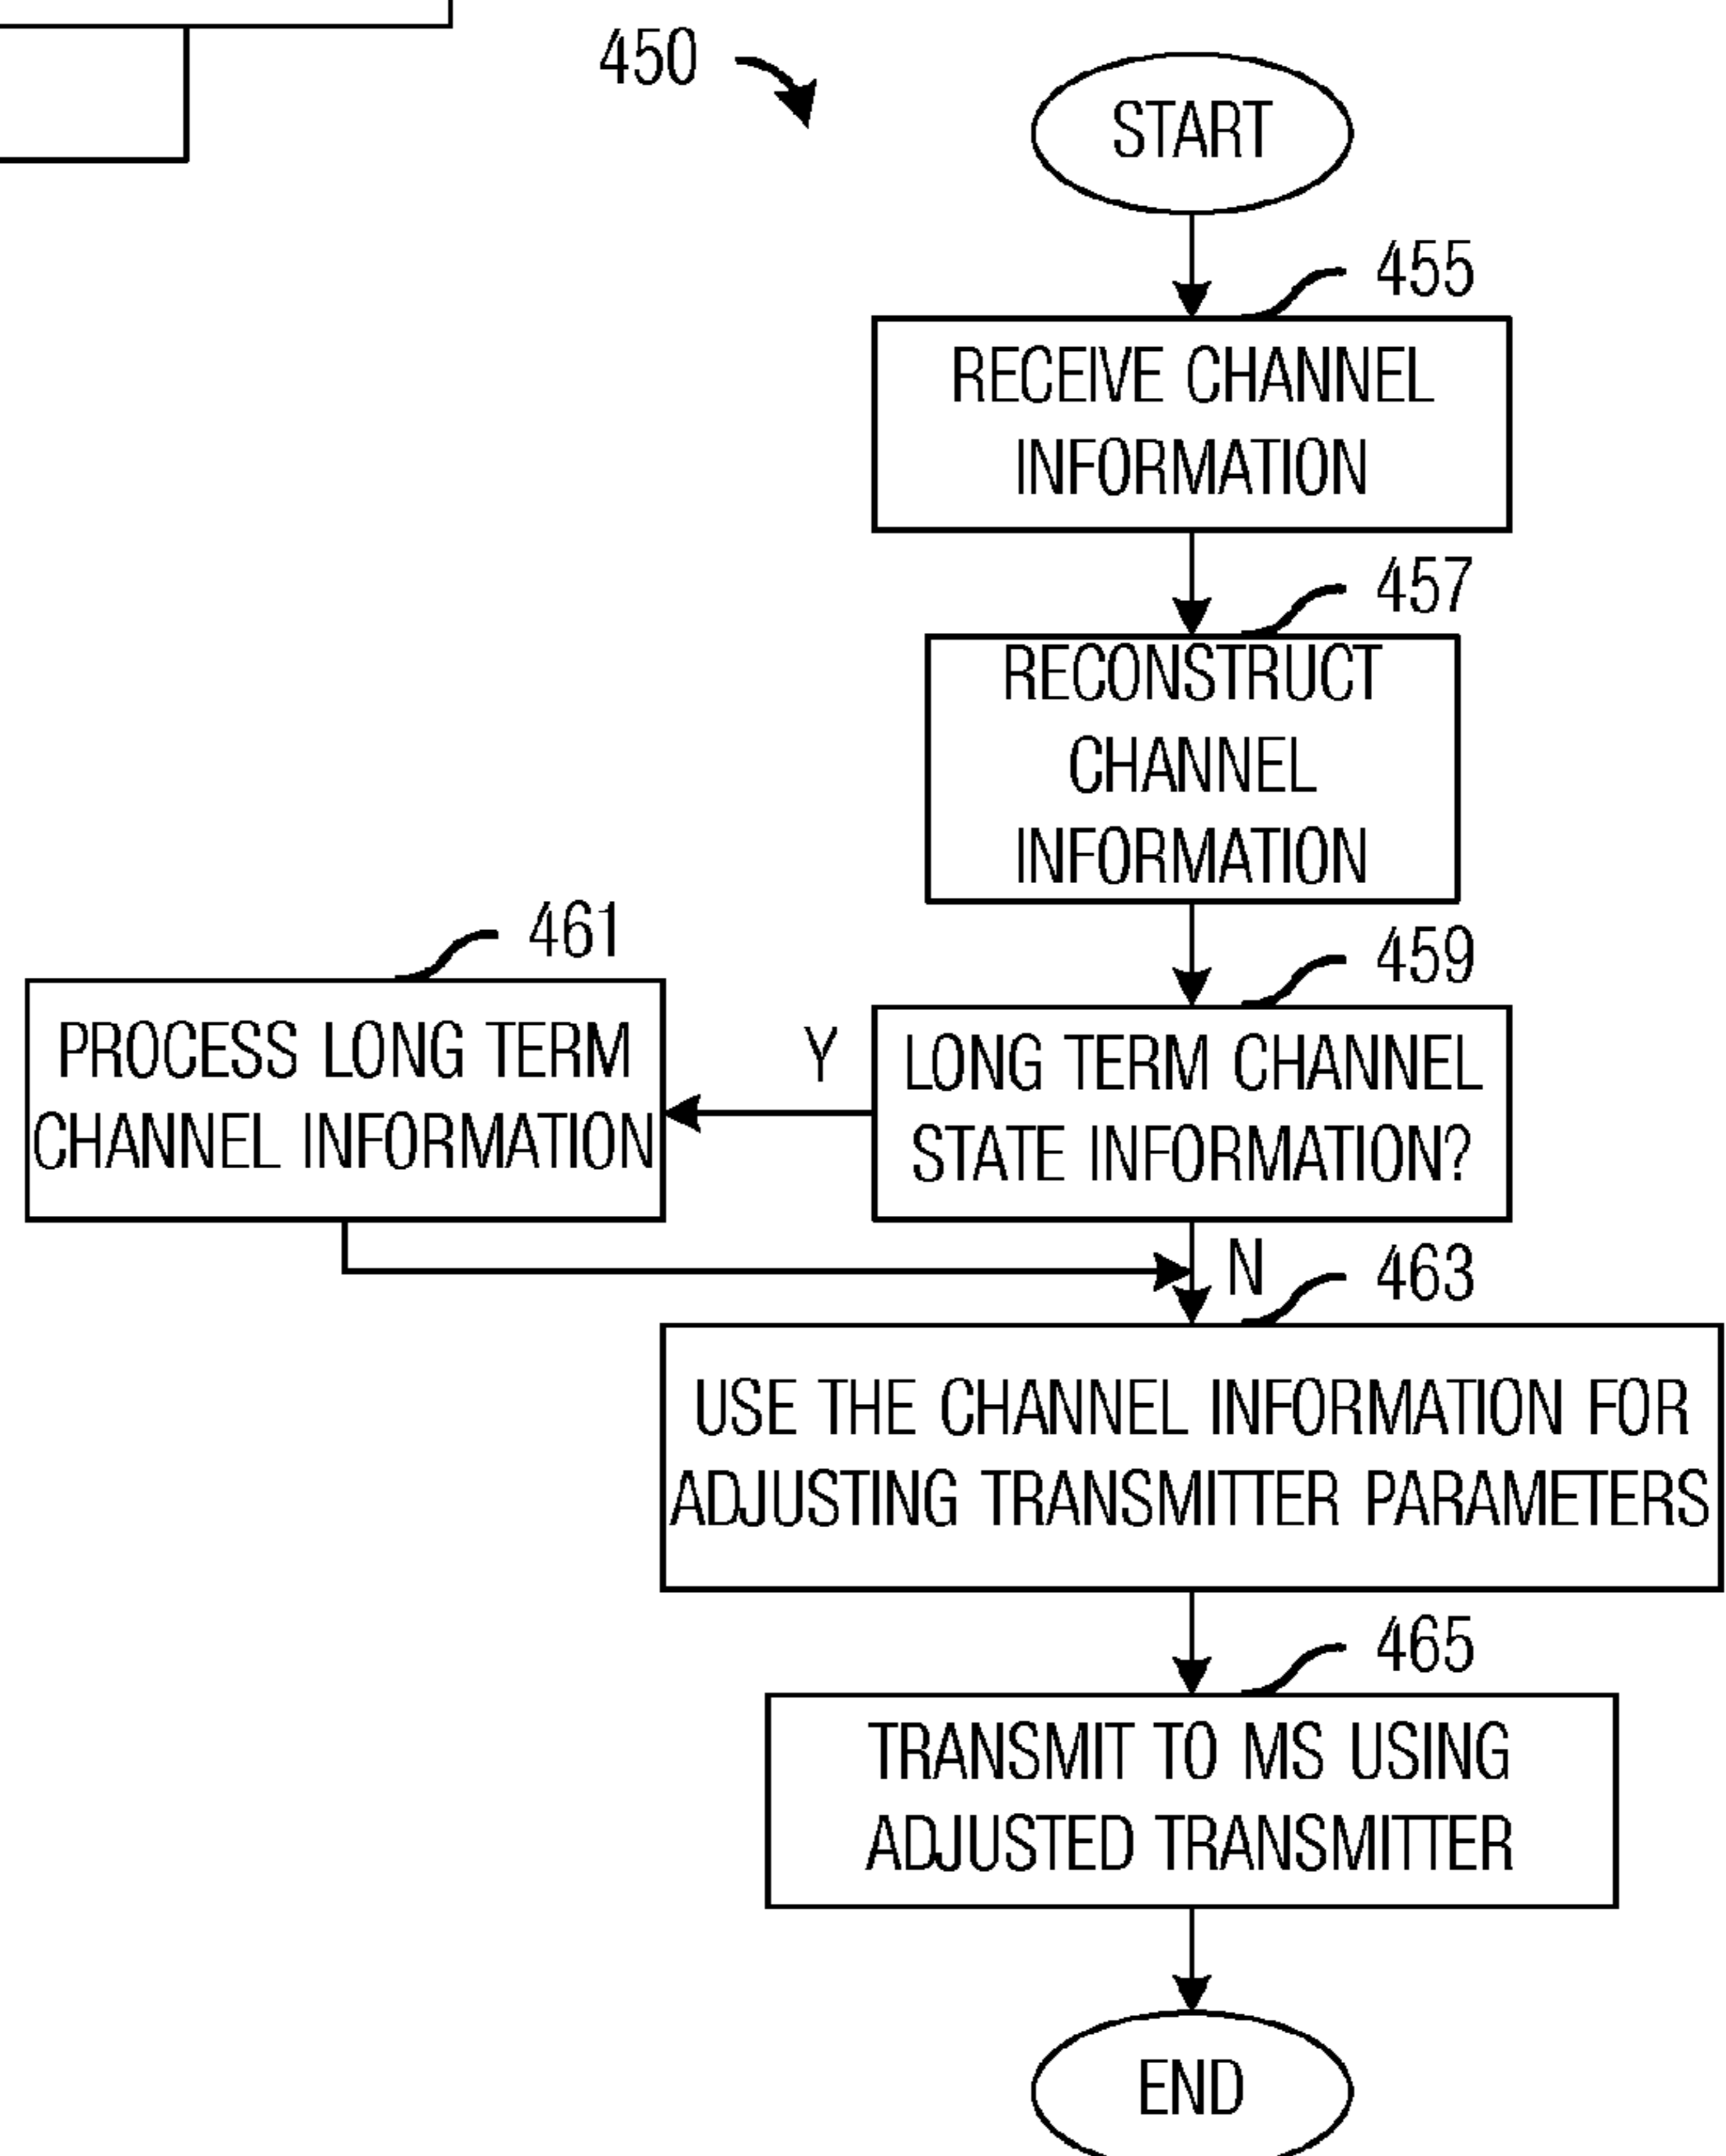 450
START
455
RECEIVE CHANNEL
INFORMATION
457
RECONSTRUCT
CHANNEL
INFORMATION
459
LONG TERM CHANNEL
STATE INFORMATION?
Y
461
PROCESS LONG TERM
CHANNEL INFORMATION
N
463
USE THE CHANNEL INFORMATION FOR
ADJUSTING TRANSMITTER PARAMETERS
465
TRANSMIT TO MS USING
ADJUSTED TRANSMITTER
END